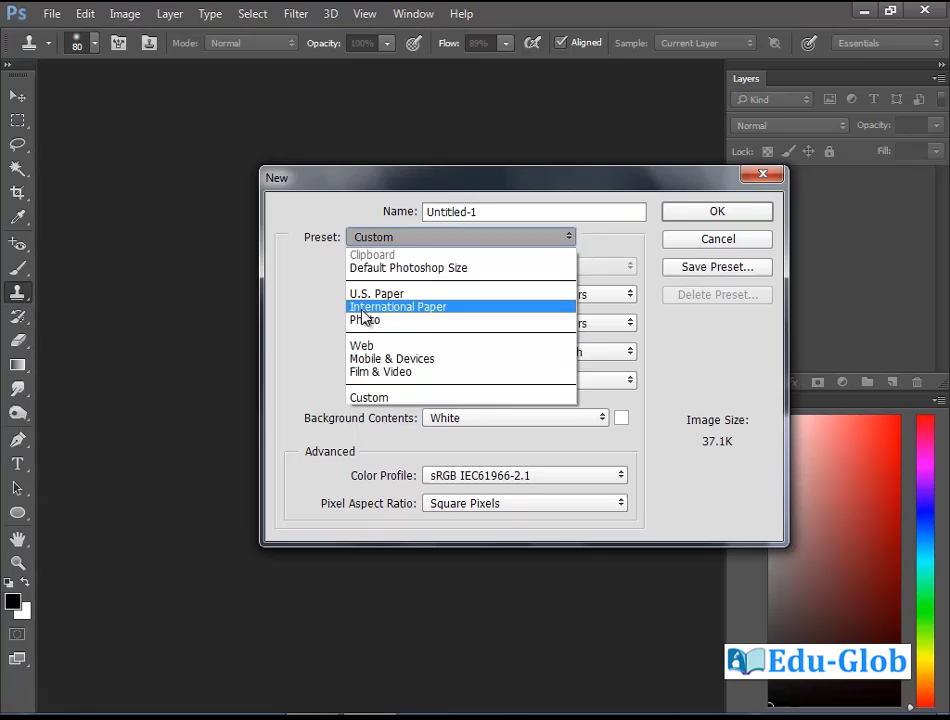 Ps File Edit Image Layer Type Select Filter 3D View Window Help
80 Mode: Normal Opacity: 100% Flow: 89% Aligned Sample: Current Layer Essentials
Layers
Kind
Normal Opacity:
Lock: Fill:
New
Name: Untitled-1 OK
Preset: Custom Cancel
Clipboard
Default Photoshop Size Save Preset...
U.S. Paper Delete Preset...
International Paper
Photo
Web
Mobile & Devices
Film & Video
Custom
Background Contents: White Image Size:
37.1K
Advanced
Color Profile: sRGB IEC61966-2.1
Pixel Aspect Ratio: Square Pixels
Edu-Glob